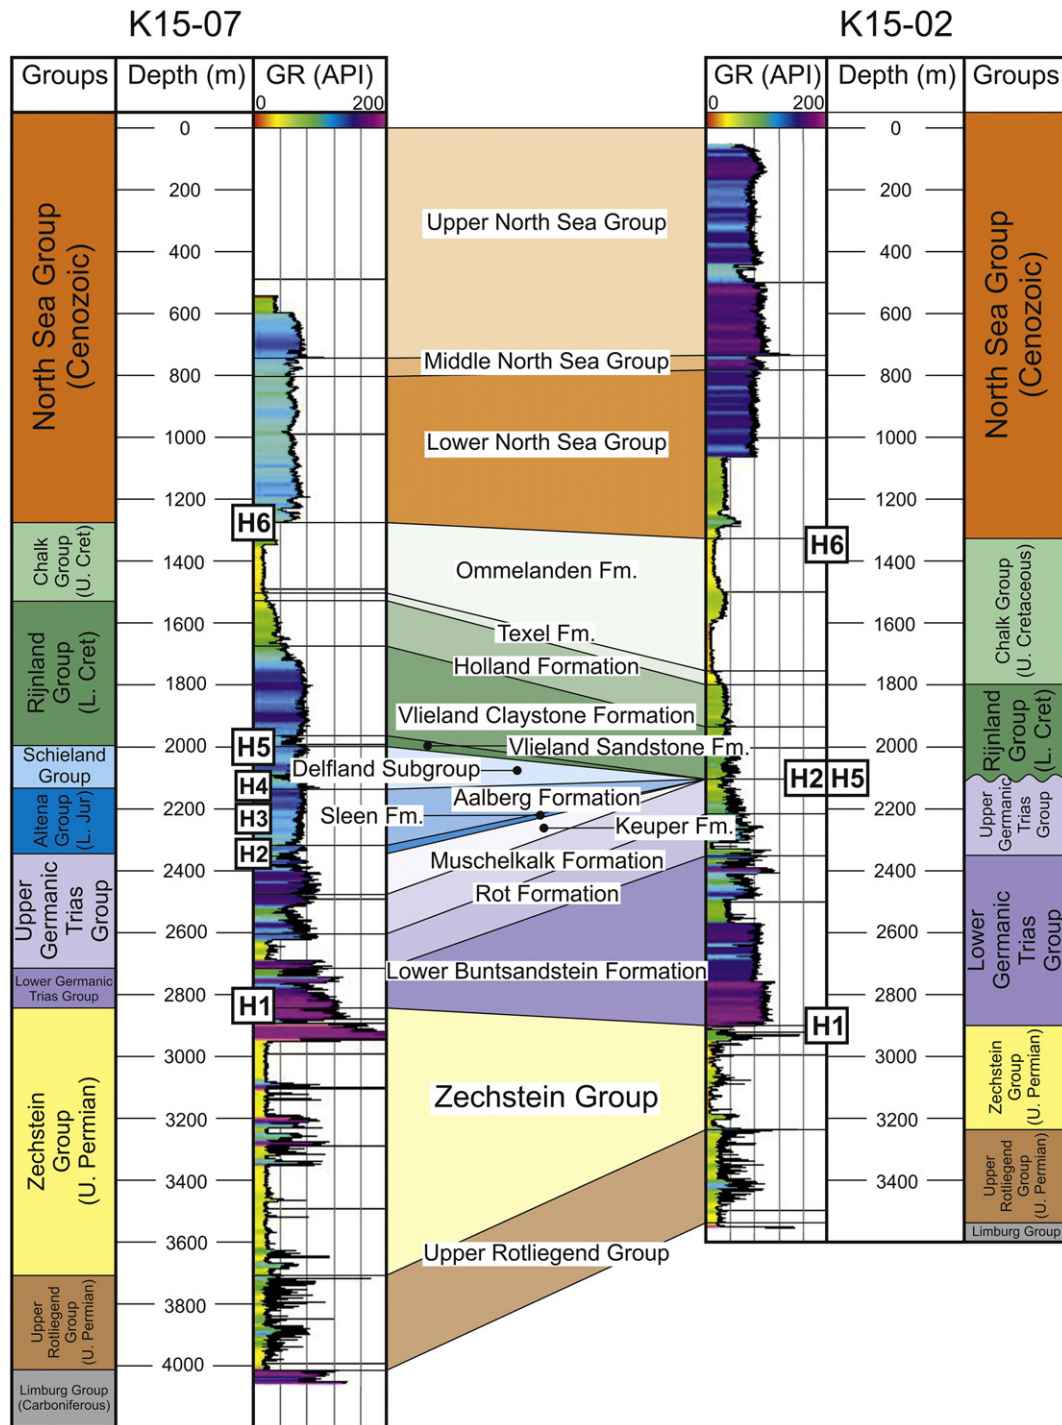 K15-07
K15-02
Groups
Depth (m)
GR (API)
0 200
GR (API)
0 200
Depth (m)
Groups
North Sea Group
(Cenozoic)
Chalk
Group
(U. Cret)
Rijnland
Group
(L. Cret)
Schieland
Group
Altena
Group
(L. Jur)
Upper
Germanic
Trias
Group
Lower Germanic
Trias Group
Zechstein
Group
(U. Permian)
Upper
Rotliegend
Group
(U. Permian)
Limburg Group
(Carboniferous)
0
200
400
600
800
1000
1200
1400
1600
1800
2000
2200
2400
2600
2800
3000
3200
3400
3600
3800
4000
H6
H5
H4
H3
H2
H1
Upper North Sea Group
Middle North Sea Group
Lower North Sea Group
Ommelanden Fm.
Texel Fm.
Holland Formation
Vlieland Claystone Formation
Vlieland Sandstone Fm.
Delfland Subgroup
Aalberg Formation
Sleen Fm.
Keuper Fm.
Muschelkalk Formation
Rot Formation
Lower Buntsandstein Formation
Zechstein Group
Upper Rotliegend Group
H6
H2 H5
H1
0
200
400
600
800
1000
1200
1400
1600
1800
2000
2200
2400
2600
2800
3000
3200
3400
North Sea Group
(Cenozoic)
Chalk Group
(U. Cretaceous)
Rijnland
Group
(L. Cret)
Upper
Germanic
Trias
Group
Lower
Germanic
Trias
Group
Zechstein
Group
(U. Permian)
Upper
Rotliegend
Group
(U. Permian)
Limburg Group